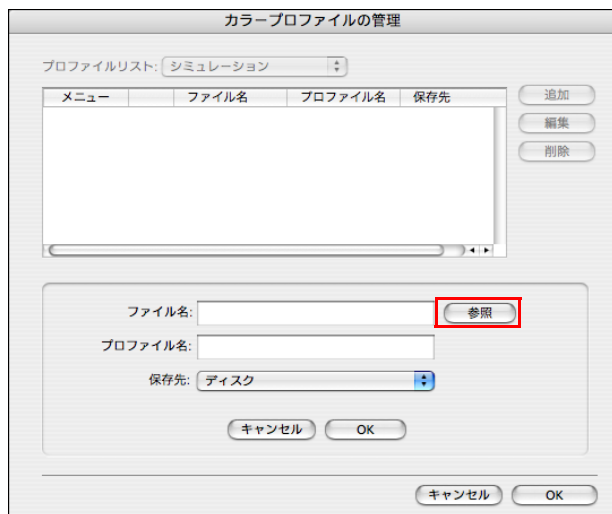 カラープロファイルの管理
プロファイルリスト: シミュレーション
メニュー ファイル名 プロファイル名 保存先
追加
編集
削除
ファイル名: 参照
プロファイル名:
保存先: ディスク
キャンセル OK
キャンセル OK